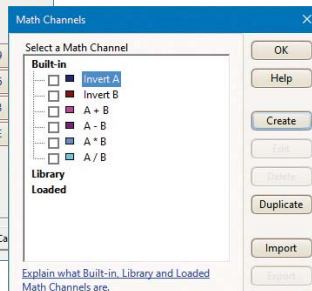 Math Channels
Select a Math Channel
Built-in
Invert A
Invert B
A + B
A - B
A * B
A / B
Library
Loaded
Explain what Built-in, Library and Loaded
Math Channels are.
OK
Help
Create
Edit
Delete
Duplicate
Import
Export